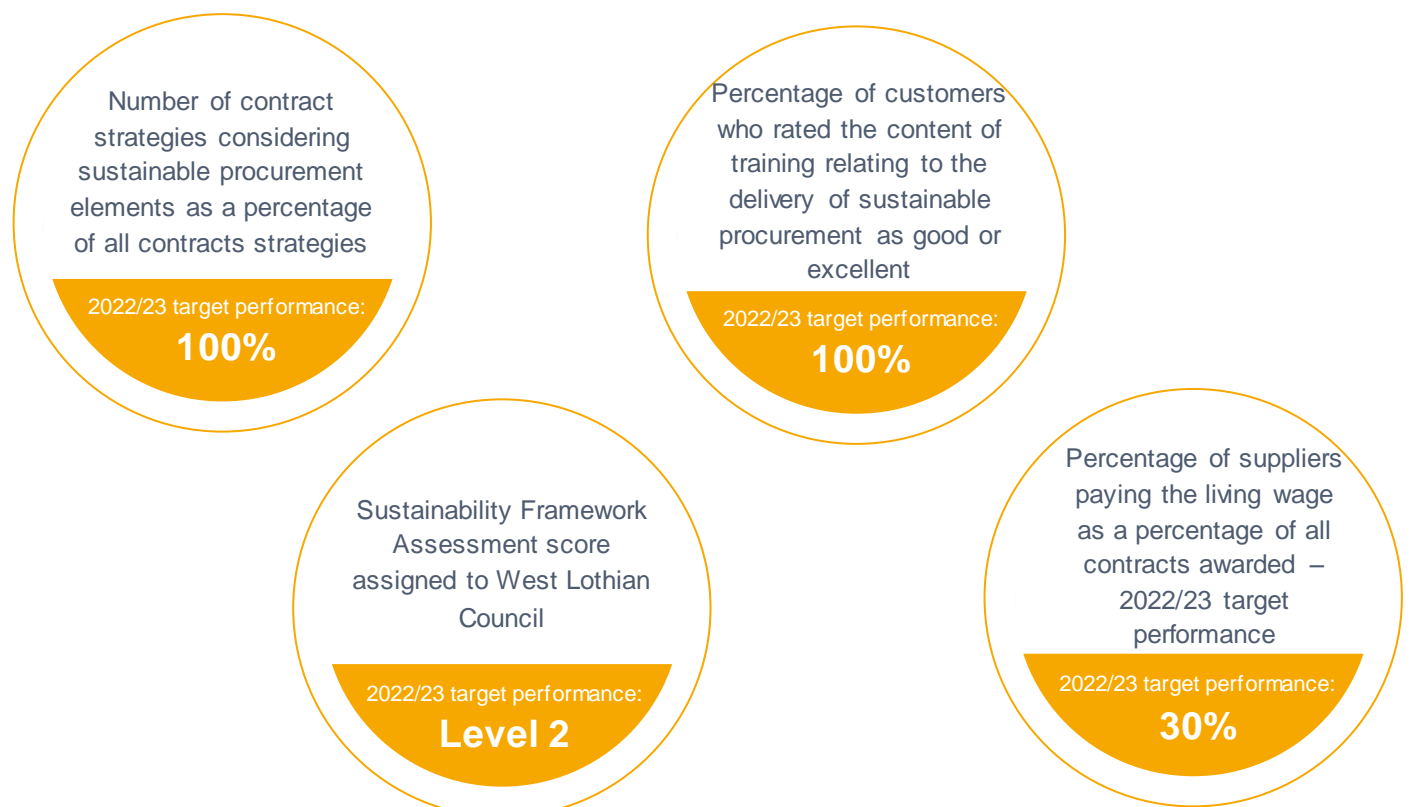 Number of contract
strategies considering
sustainable procurement
elements as a percentage
of all contracts strategies
2022/23 target performance:
100%
Percentage of customers
who rated the content of
training relating to the
delivery of sustainable
procurement as good or
excellent
2022/23 target performance:
100%
Sustainability Framework
Assessment score
assigned to West Lothian
Council
2022/23 target performance:
Level 2
Percentage of suppliers
paying the living wage
as a percentage of all
contracts awarded –
2022/23 target
performance
2022/23 target performance:
30%